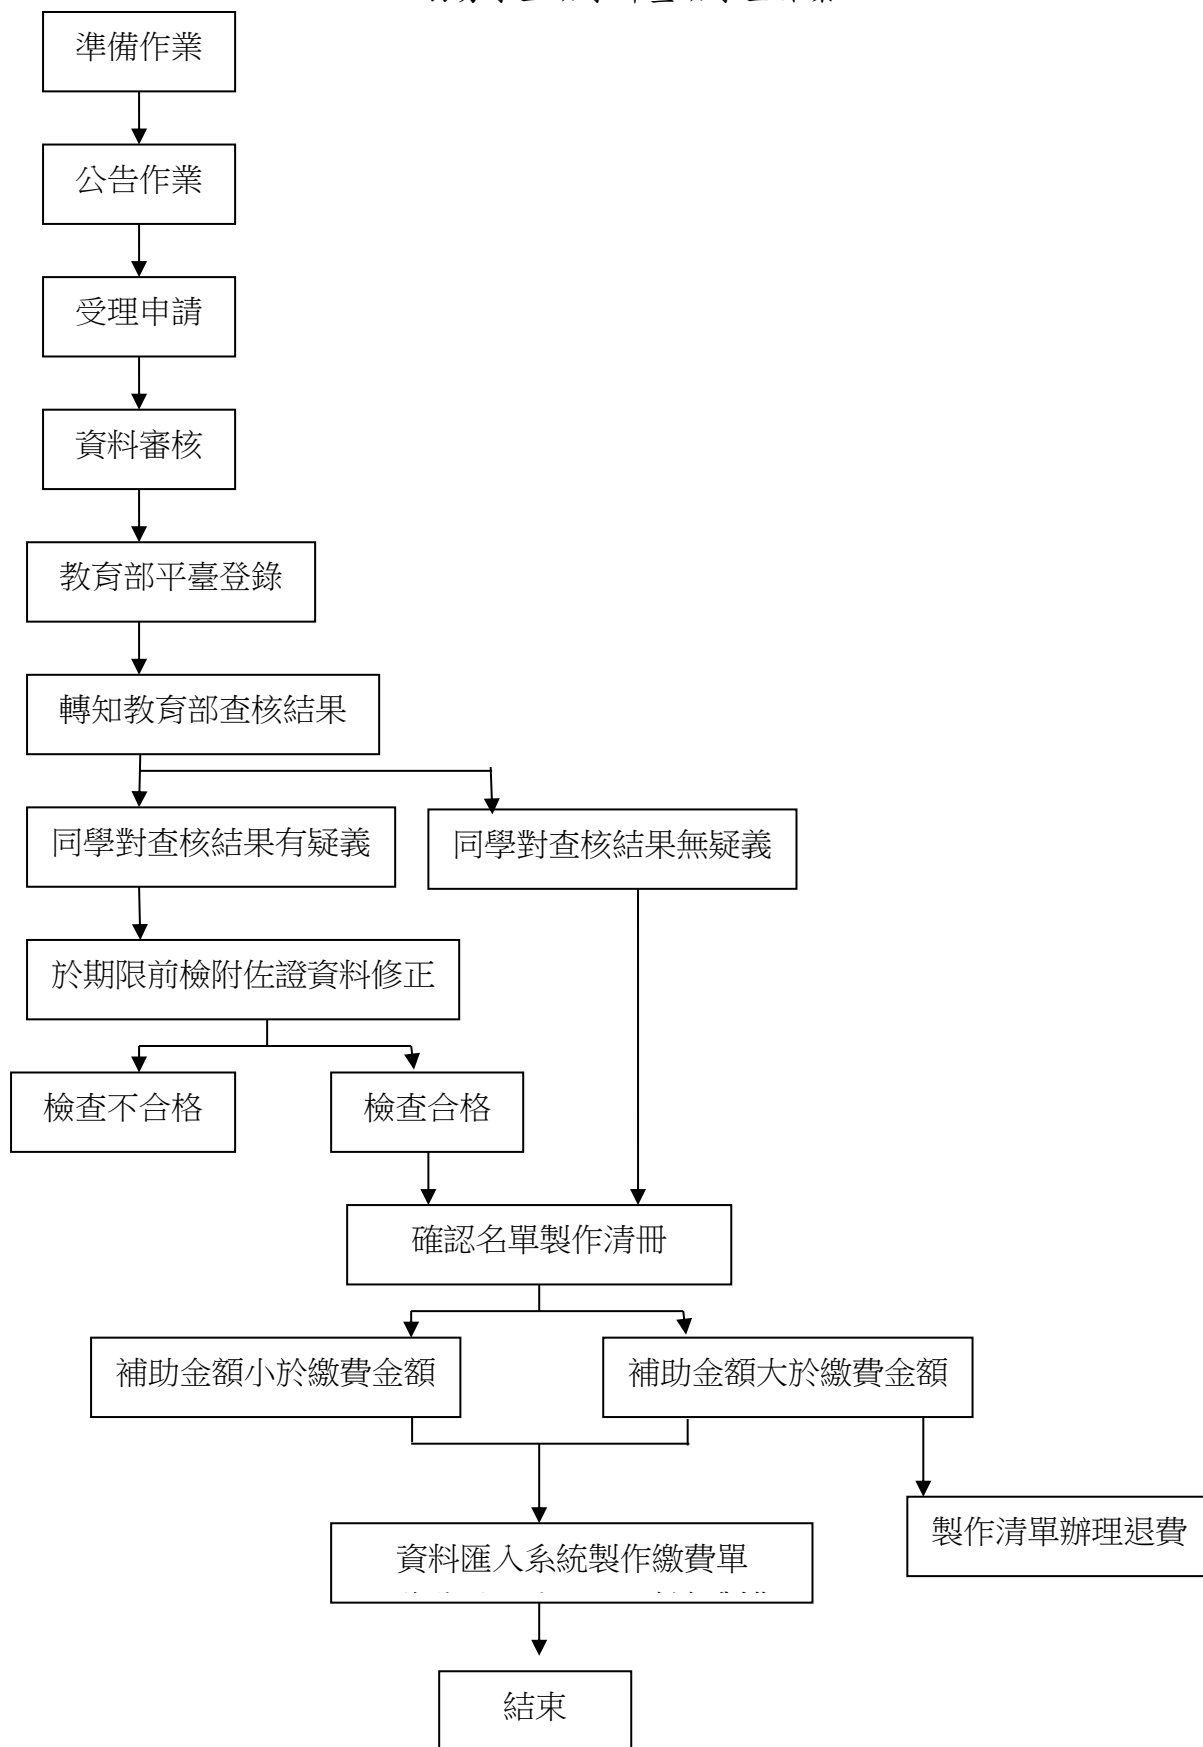 準備作業
公告作業
受理申請
資料審核
教育部平臺登錄
轉知教育部查核結果
同學對查核結果有疑義
同學對查核結果無疑義
於期限前檢附佐證資料修正
檢查不合格
檢查合格
確認名單製作清冊
補助金額小於繳費金額
補助金額大於繳費金額
製作清單辦理退費
資料匯入系統製作繳費單
結束